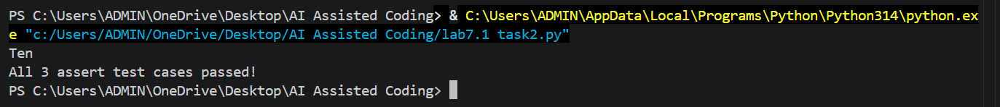 PS C:\Users\ADMIN\OneDrive\Desktop\AI Assisted Coding> & C:\Users\ADMIN\AppData\Local\Programs\Python\Python314\python.ex
e "c:/Users/ADMIN/OneDrive/Desktop/AI Assisted Coding/lab7.1 task2.py"
Ten
All 3 assert test cases passed!
PS C:\Users\ADMIN\OneDrive\Desktop\AI Assisted Coding>